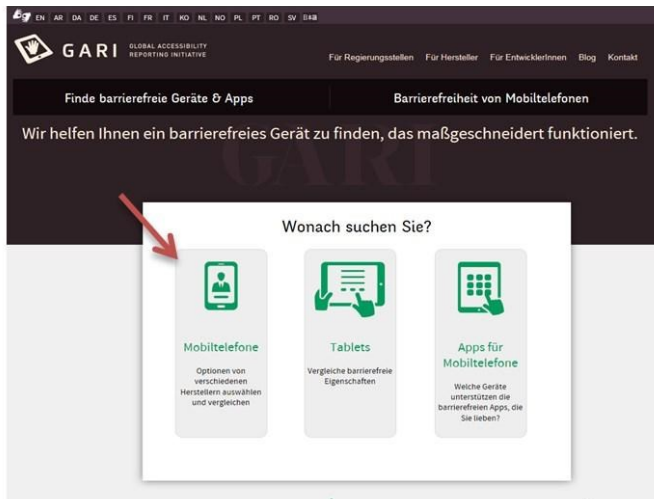 EN AR DA DE ES FI FR IT KO NL NO PL PT RO SV
GARI GLOBAL ACCESSIBILITY
REPORTING INITIATIVE
Für Regierungsstellen Für Hersteller Für EntwicklerInnen Blog Kontakt
Finde barrierefreie Geräte & Apps Barrierefreiheit von Mobiltelefonen
Wir helfen Ihnen ein barrierefreies Gerät zu finden, das maßgeschneidert funktioniert.
GARI
Wonach suchen Sie?
Mobiltelefone
Optionen von
verschiedenen
Herstellern auswählen
und vergleichen
Tablets
Vergleiche barrierefreie
Eigenschaften
Apps für
Mobiltelefone
Welche Geräte
unterstützen die
barrierefreien Apps, die
Sie lieben?